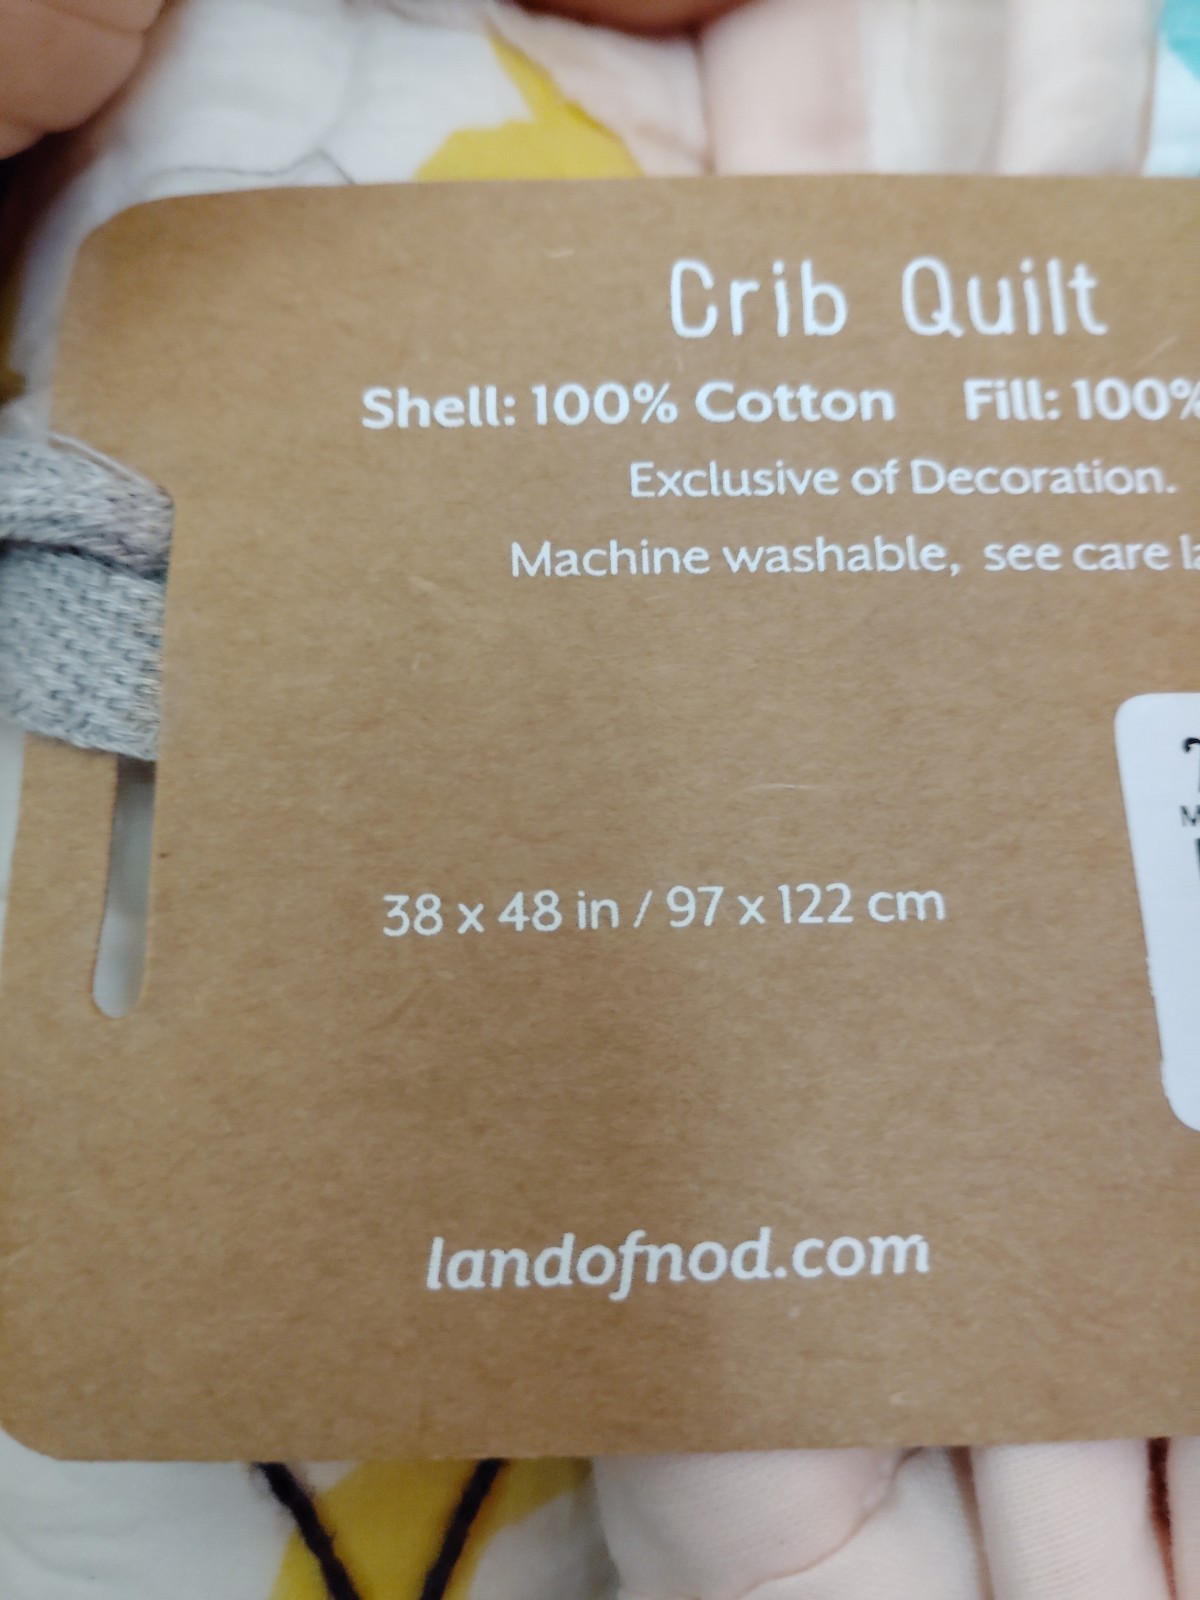 Crib Quilt
Shell: 100% Cotton Fill: 100%
Exclusive of Decoration.
Machine washable, see care
38 x 48 in / 97 x 122 cm
landofnod.com